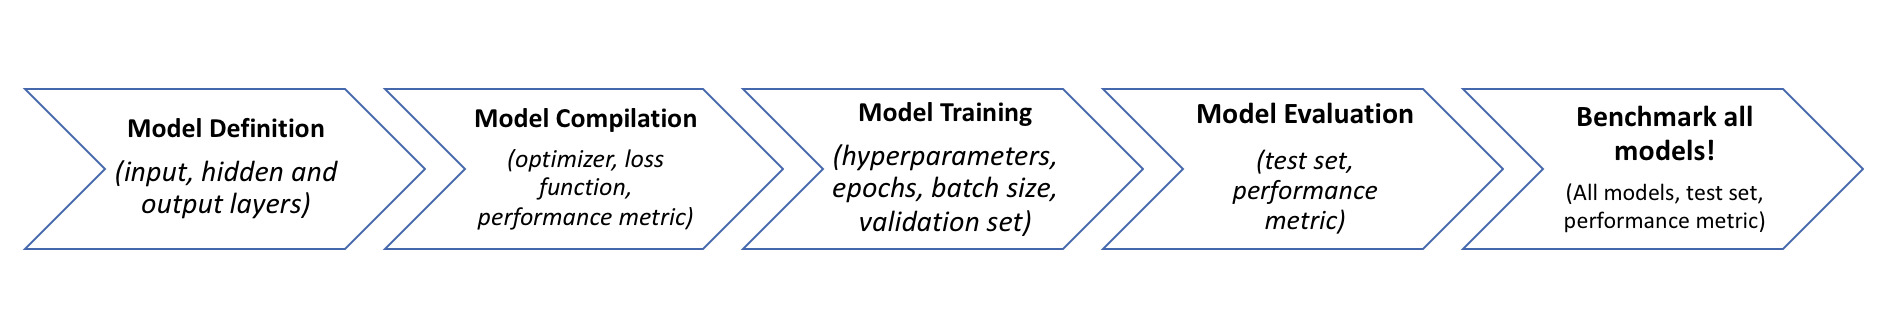 Model Definition
(input, hidden and
output layers)
Model Compilation
(optimizer, loss
function,
performance metric)
Model Training
(hyperparameters,
epochs, batch size,
validation set)
Model Evaluation
(test set,
performance
metric)
Benchmark all
models!
(All models, test set,
performance metric)